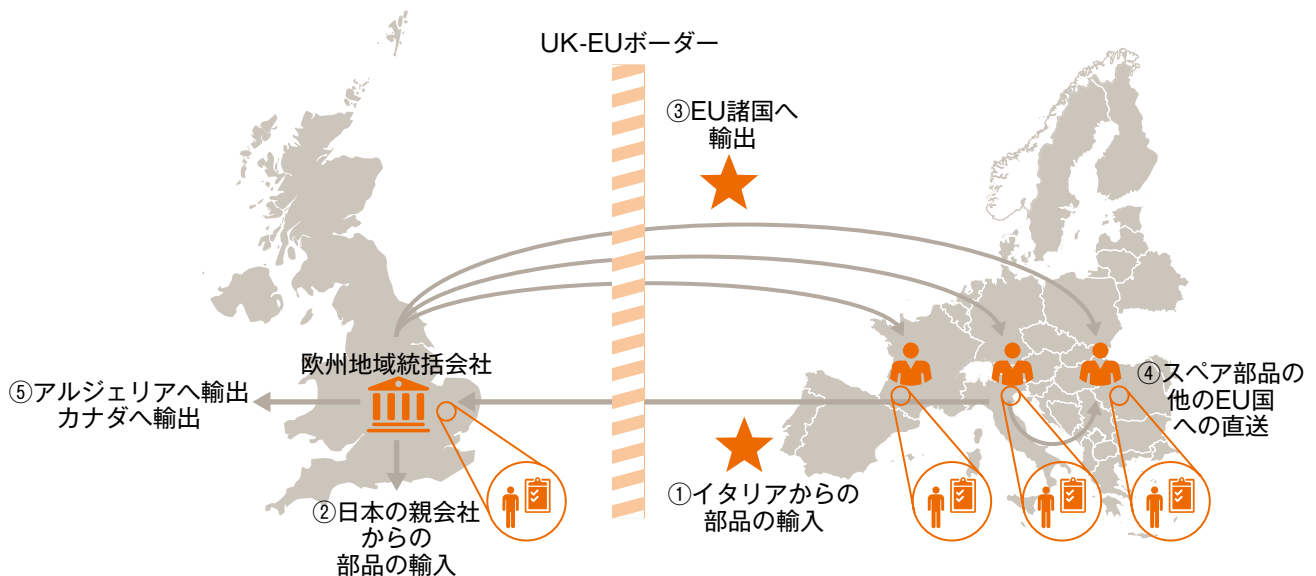 UK-EUボーダー
③EU諸国へ
輸出
欧州地域統括会社
⑤アルジェリアへ輸出
カナダへ輸出
④スペア部品の
他のEU国
への直送
①イタリアからの
部品の輸入
②日本の親会社
からの
部品の輸入